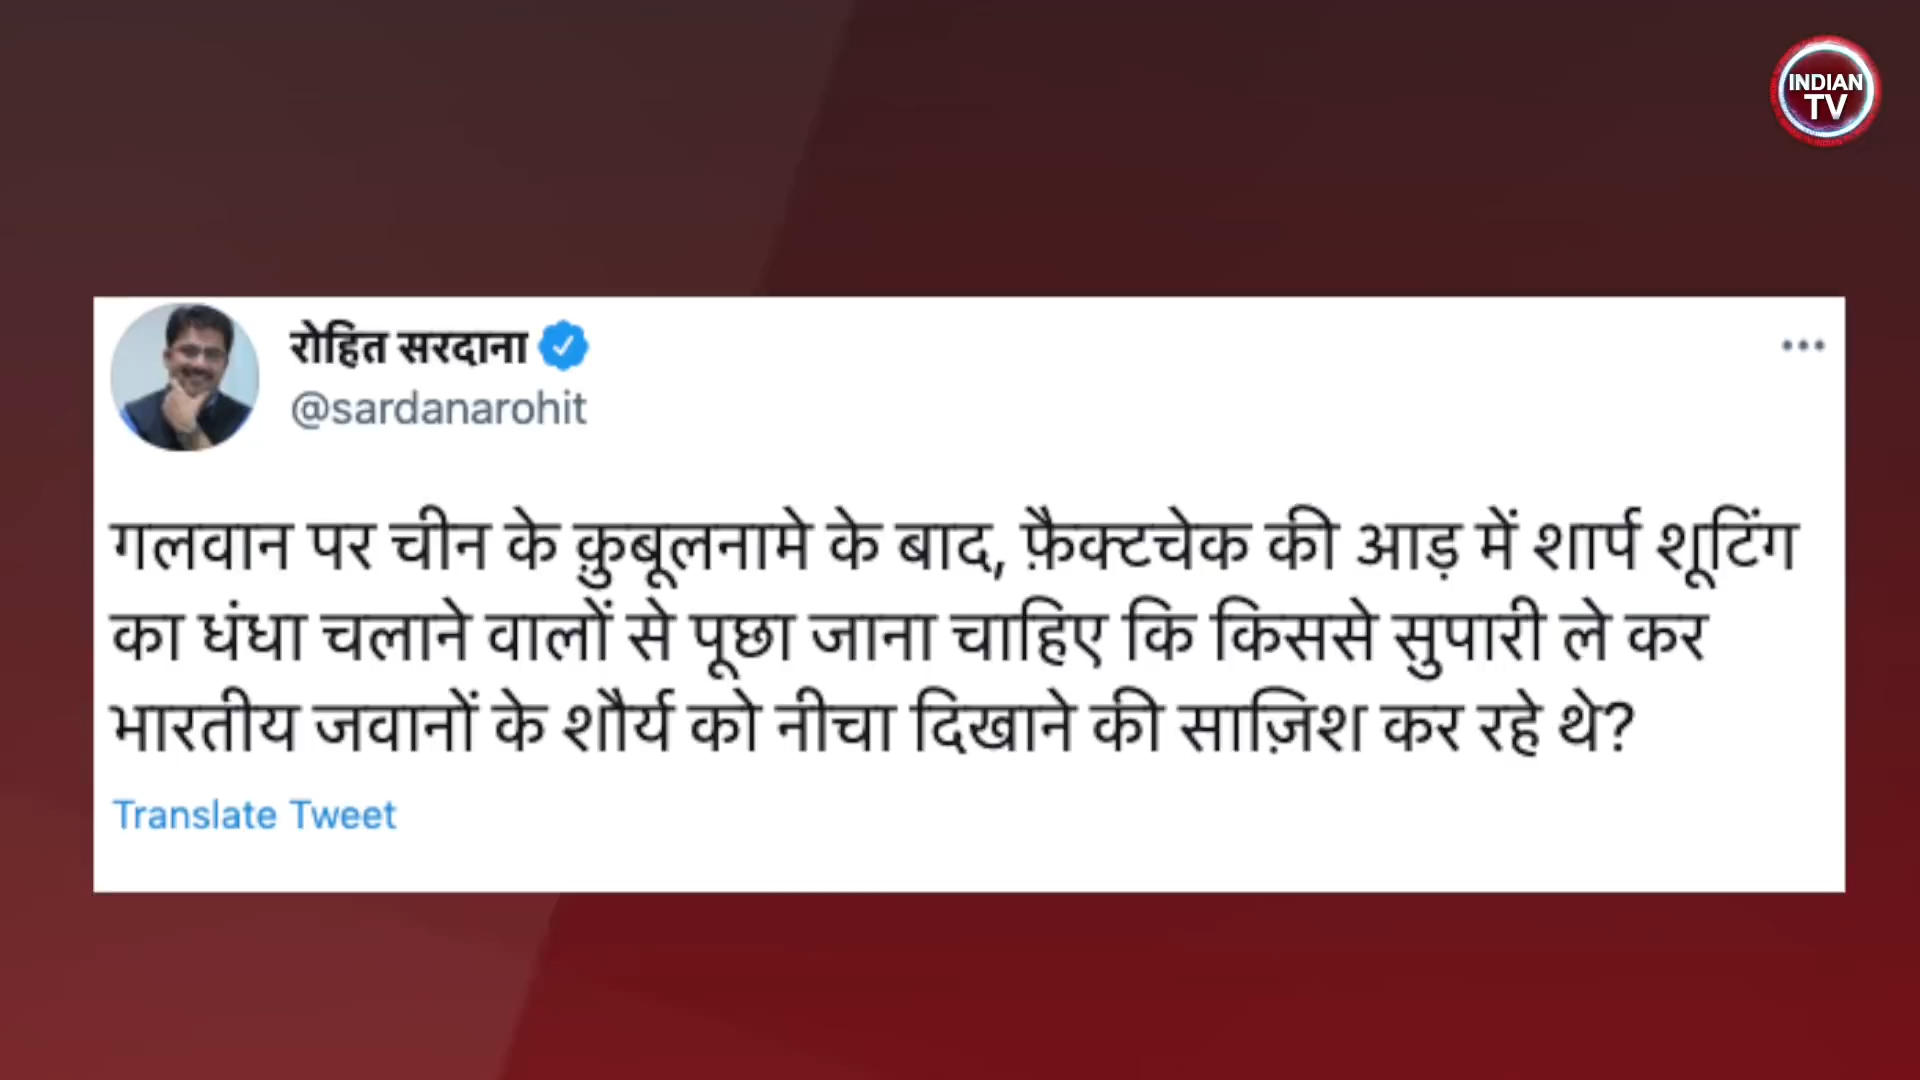 INDIAN
TV
रोहित सरदाना
@sardanarohit
गलवान पर चीन के क़ुबूलनामे के बाद, फ़ैक्टचेक की आड़ में शार्प शूटिंग
का धंधा चलाने वालों से पूछा जाना चाहिए कि किससे सुपारी ले कर
भारतीय जवानों के शौर्य को नीचा दिखाने की साज़िश कर रहे थे?
Translate Tweet